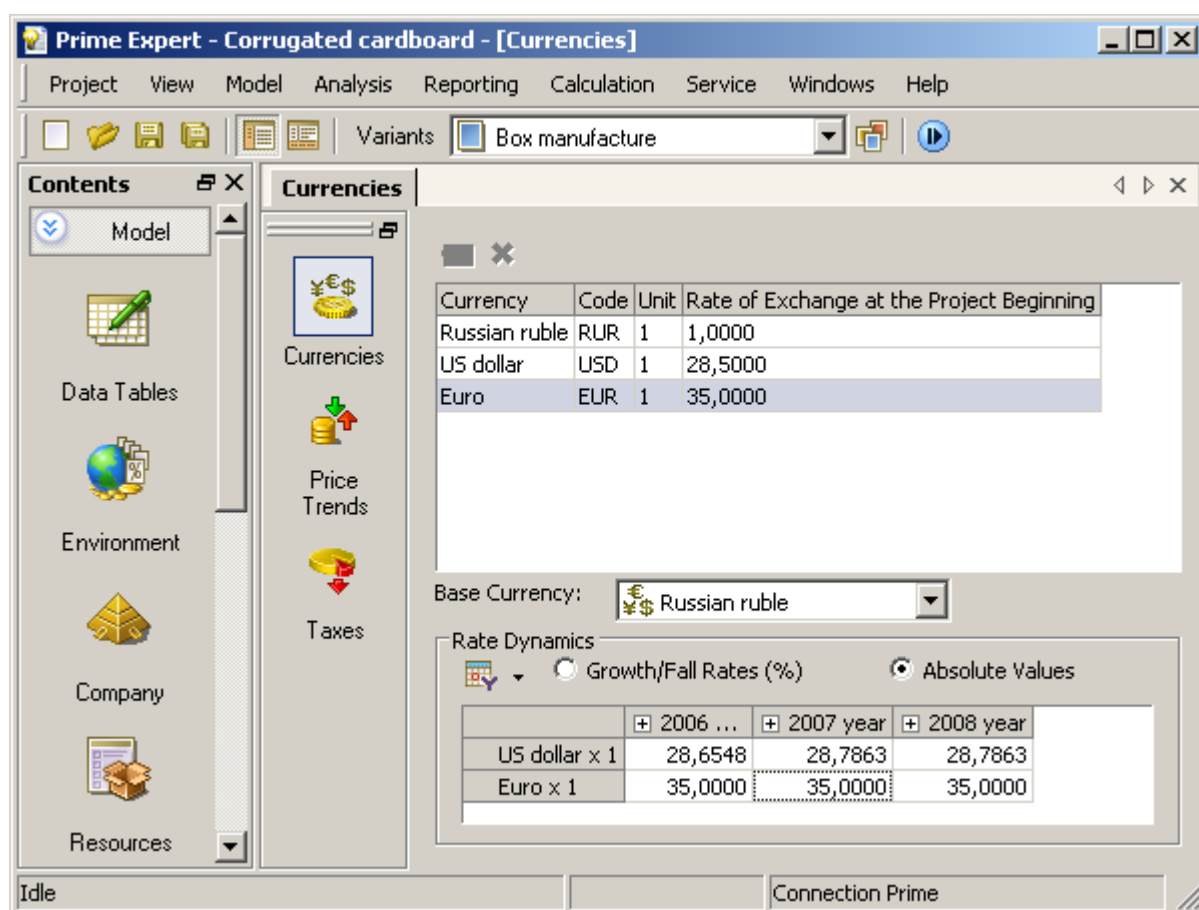 Prime Expert - Corrugated cardboard - [Currencies]
Project View Model Analysis Reporting Calculation Service Windows Help
Variants Box manufacture
Contents
Model
Data Tables
Environment
Company
Resources
Currencies
Currencies
Price
Trends
Taxes
Currency Code Unit Rate of Exchange at the Project Beginning
Russian ruble RUR 1 1,0000
US dollar USD 1 28,5000
Euro EUR 1 35,0000
Base Currency: Russian ruble
Rate Dynamics
Growth/Fall Rates (%) Absolute Values
2006 ... 2007 year 2008 year
US dollar x 1 28,6548 28,7863 28,7863
Euro x 1 35,0000 35,0000 35,0000
Idle Connection Prime